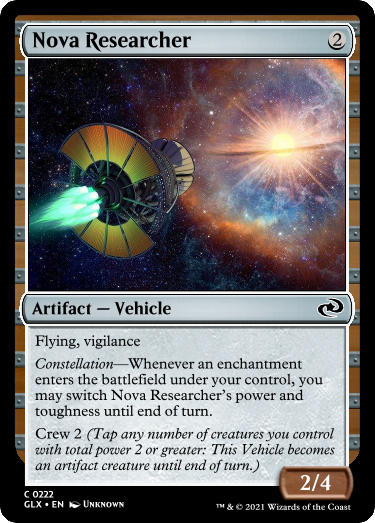 Nova Researcher 2
Artifact — Vehicle
Flying, vigilance
Constellation—Whenever an enchantment
enters the battlefield under your control, you
may switch Nova Researcher's power and
toughness until end of turn.
Crew 2 (Tap any number of creatures you control
with total power 2 or greater: This Vehicle becomes
an artifact creature until end of turn.)
2/4
C 0222
GLX • EN Unknown
™ & © 2021 Wizards of the Coast